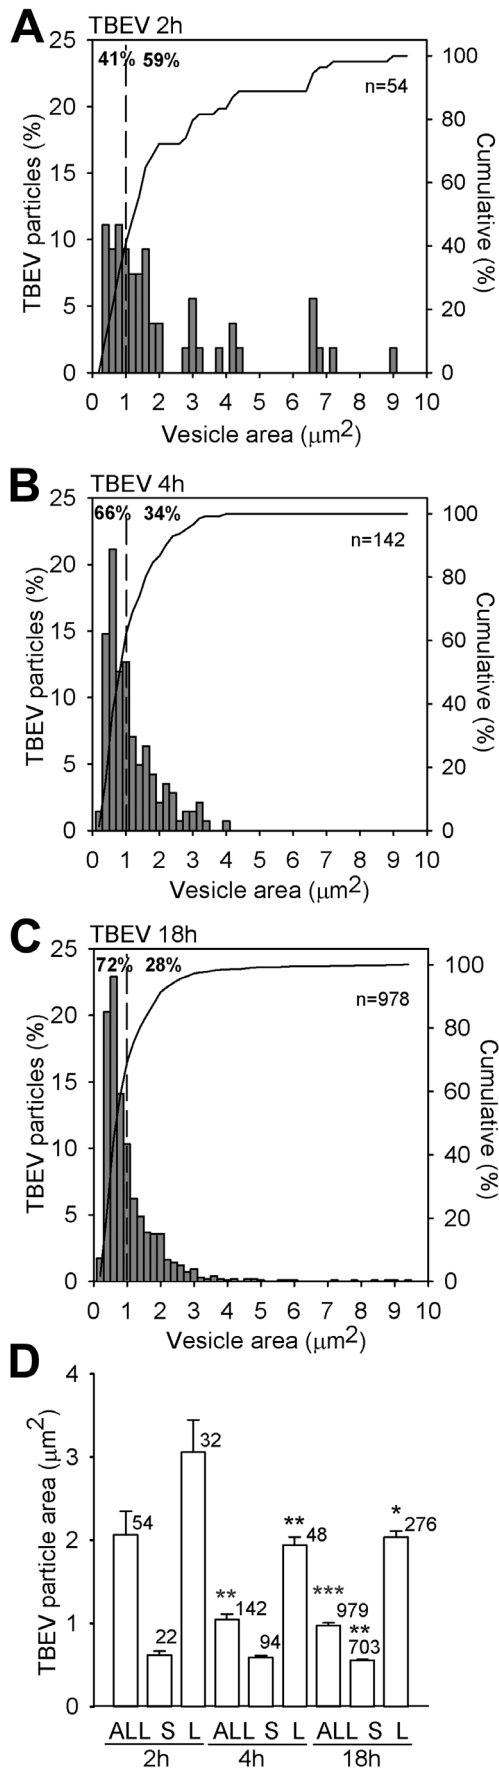 A
TBEV 2h
41% 59%
n=54
25
20
15
10
5
0
TBEV particles (%)
100
80
60
40
20
0
Cumulative (%)
0 1 2 3 4 5 6 7 8 9 10
Vesicle area (μm2)
B
TBEV 4h
66% 34%
n=142
25
20
15
10
5
0
TBEV particles (%)
100
80
60
40
20
0
Cumulative (%)
0 1 2 3 4 5 6 7 8 9 10
Vesicle area (μm2)
C
TBEV 18h
72% 28%
n=978
25
20
15
10
5
0
TBEV particles (%)
100
80
60
40
20
0
Cumulative (%)
0 1 2 3 4 5 6 7 8 9 10
Vesicle area (μm2)
D
4
3
2
1
0
TBEV particle area (μm2)
54
22
32
**
142
94
**
48
***
979
**
703
*
276
ALL S L ALL S L ALL S L
2h 4h 18h